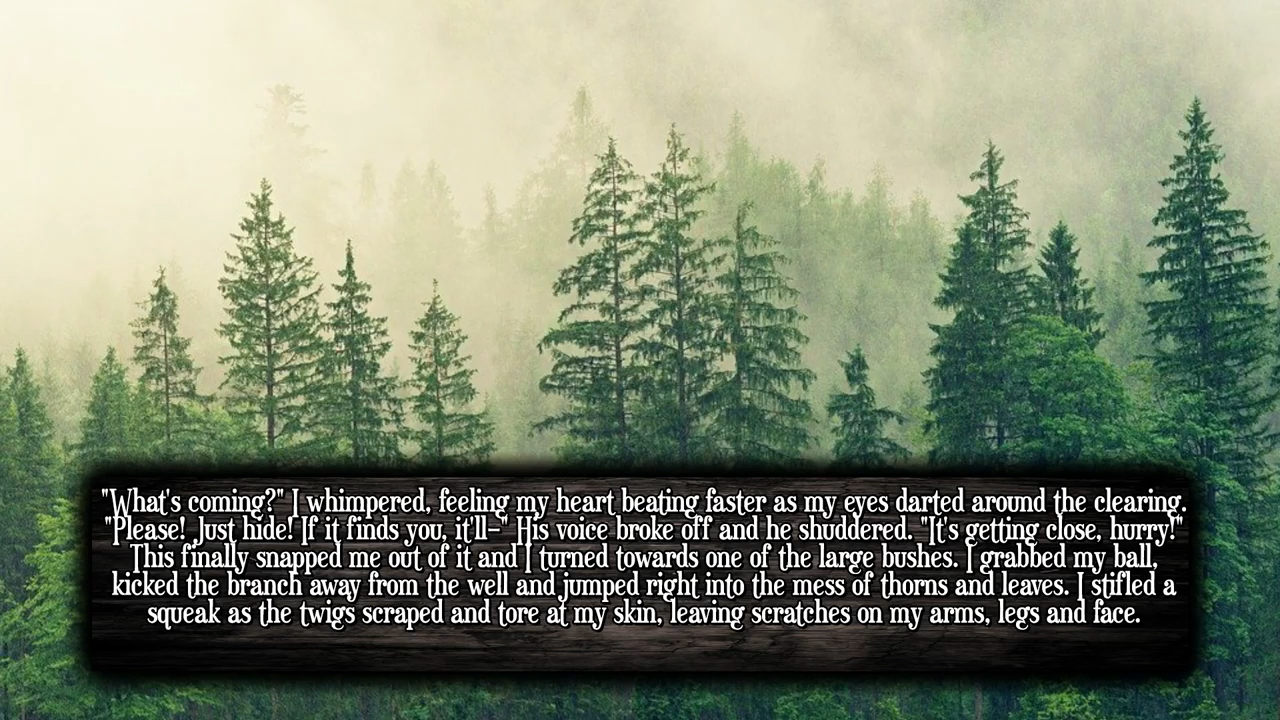 "What's coming?" I whimpered, feeling my heart beating faster as my eyes darted around the clearing.
"Please! Just hide! If it finds you, it'll–" His voice broke off and he shuddered. "It's getting close, hurry!"
This finally snapped me out of it and I turned towards one of the large bushes. I grabbed my ball,
kicked the branch away from the well and jumped right into the mess of thorns and leaves. I stifled a
squeak as the twigs scraped and tore at my skin, leaving scratches on my arms, legs and face.